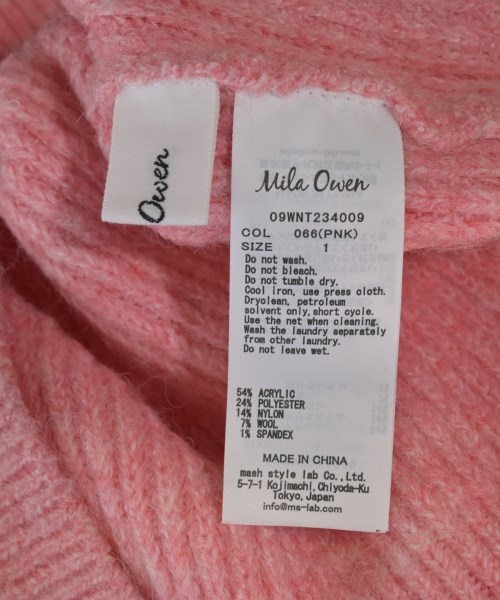 Owen
Mila Owen
09WNT234009
COL 066(PNK)
SIZE 1
Do not wash.
Do not bleach.
Do not tumble dry.
Cool iron, use press cloth.
Dryclean, petroleum
solvent only,short cycle.
Use the net when cleaning.
Wash the laundry separately
from other laundry.
Do not leave wet.
54% ACRYLIC
24% POLYESTER
14% NYLON
7% WOOL
1% SPANDEX
MADE IN CHINA
mash style lab Co.,Ltd.
5-7-1 Kojimachi,Chiyoda-Ku
Tokyo,Japan
info@ms-lab.com